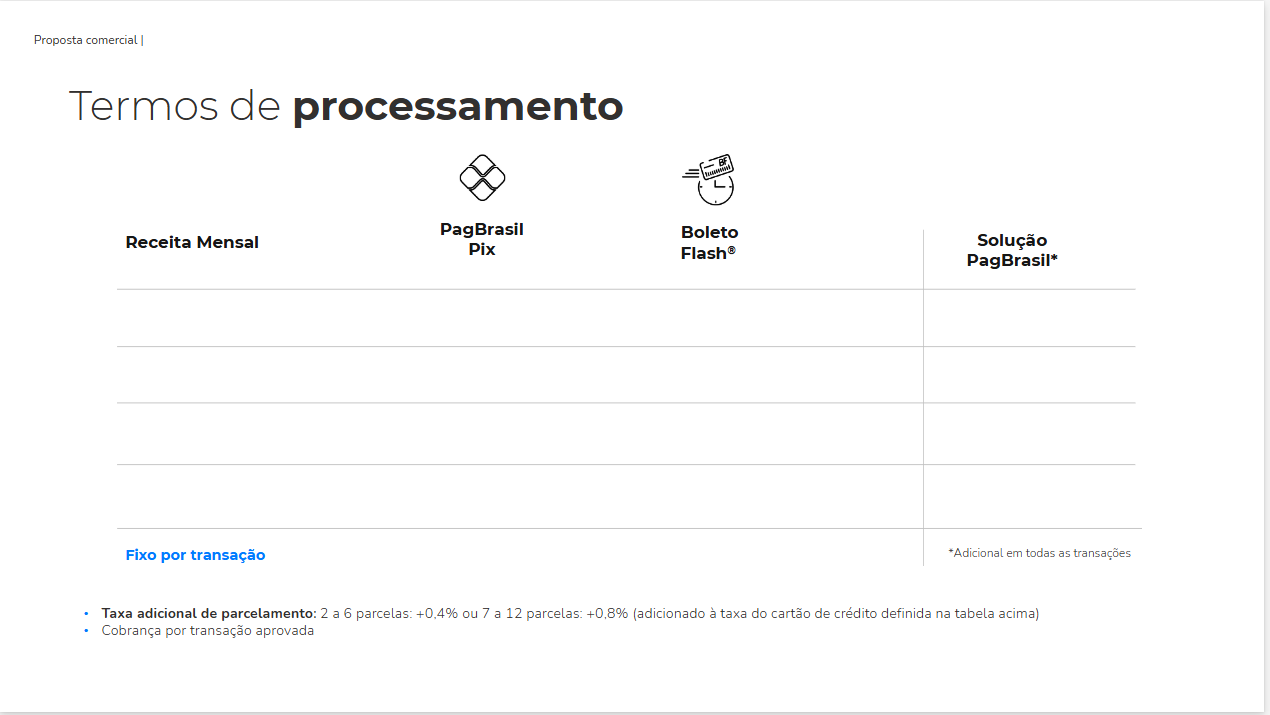 Proposta comercial |
Termos de processamento
BF
PagBrasil
Pix
Boleto
Flash®
Receita Mensal
Solução
PagBrasil*
Fixo por transação
*Adicional em todas as transações
• Taxa adicional de parcelamento: 2 a 6 parcelas: +0,4% ou 7 a 12 parcelas: +0,8% (adicionado à taxa do cartão de crédito definida na tabela acima)
• Cobrança por transação aprovada